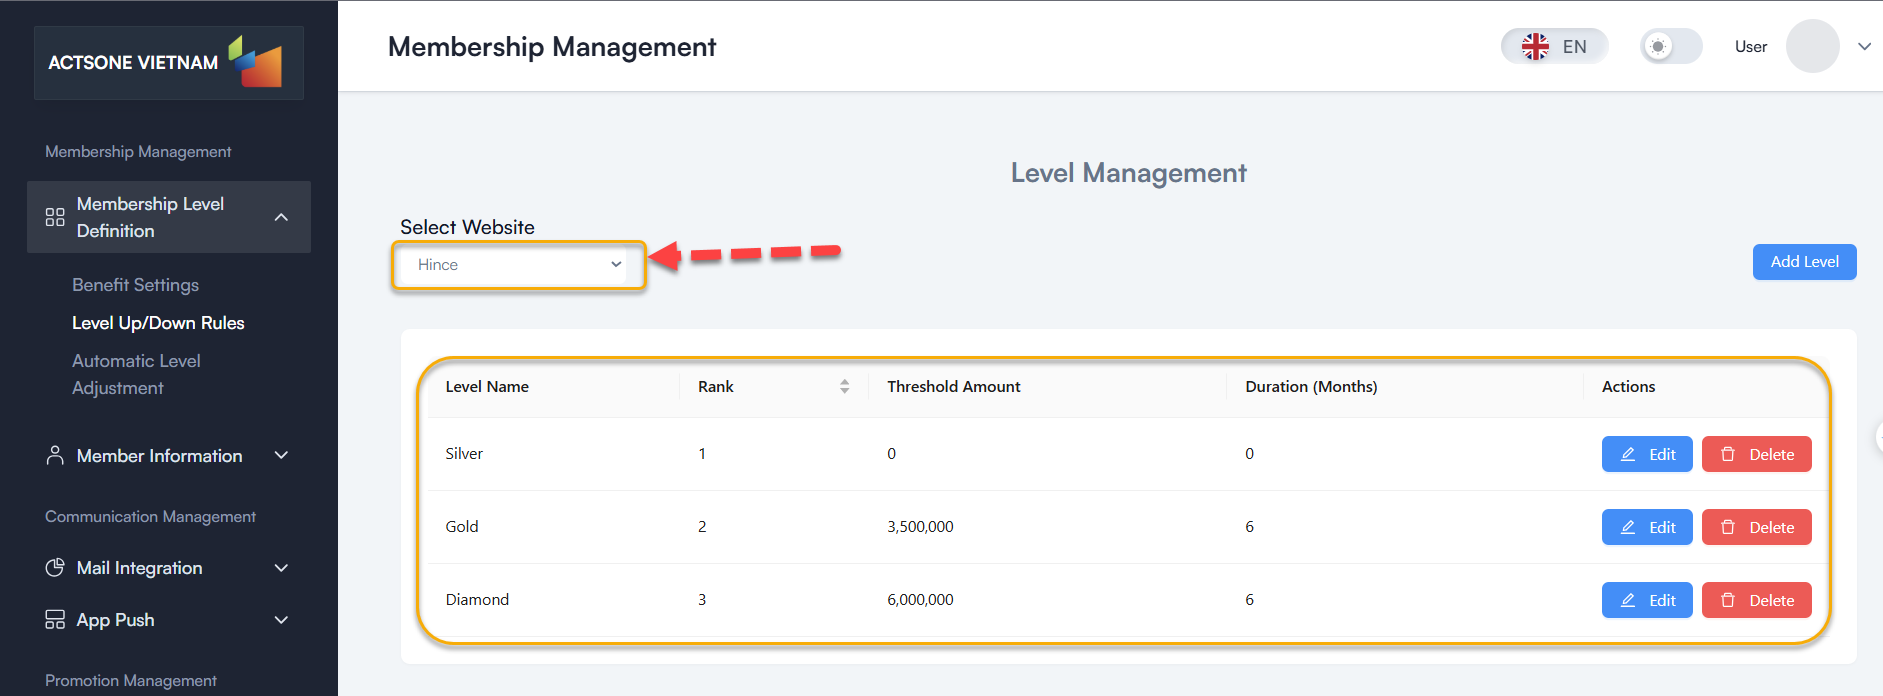 ACTSONE VIETNAM
Membership Management
Membership Level
Definition
Benefit Settings
Level Up/Down Rules
Automatic Level
Adjustment
Member Information
Communication Management
Mail Integration
App Push
Promotion Management
Membership Management
EN
User
Level Management
Select Website
Hince
Add Level
Level Name Rank Threshold Amount Duration (Months) Actions
Silver 1 0 0 Edit Delete
Gold 2 3,500,000 6 Edit Delete
Diamond 3 6,000,000 6 Edit Delete